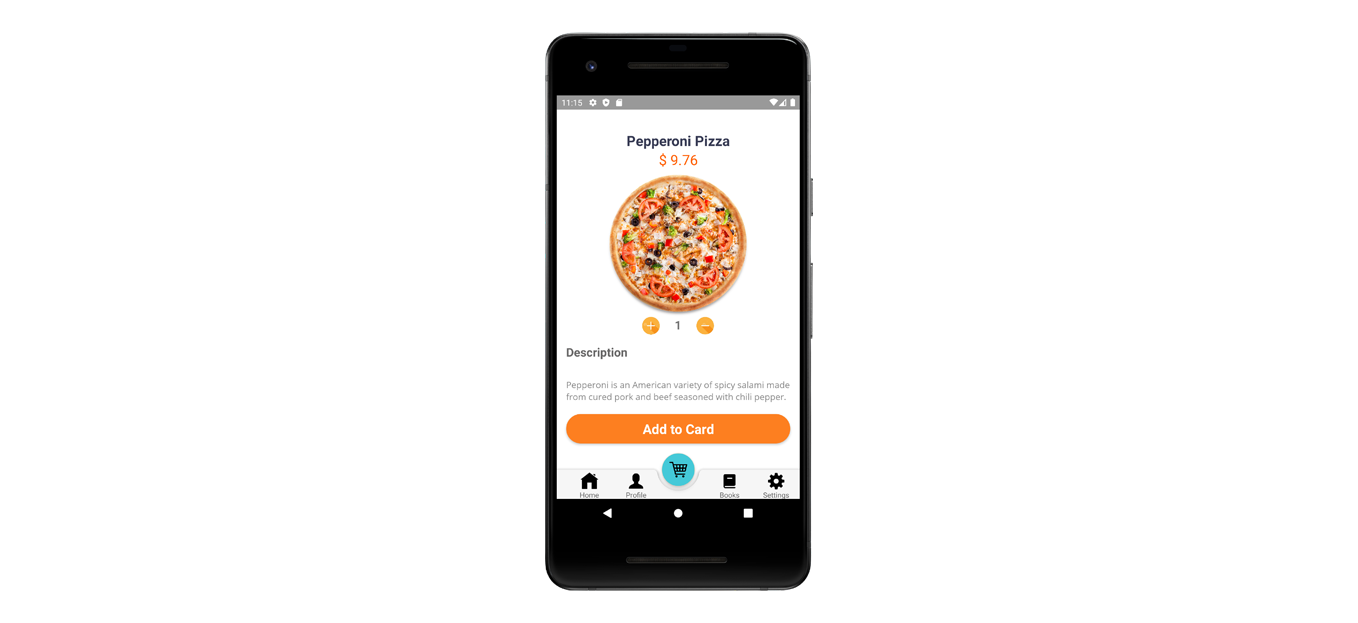 11:15
Pepperoni Pizza
$ 9.76
1
Description
Pepperoni is an American variety of spicy salami made
from cured pork and beef seasoned with chili pepper.
Add to Card
Home Profile Books Settings